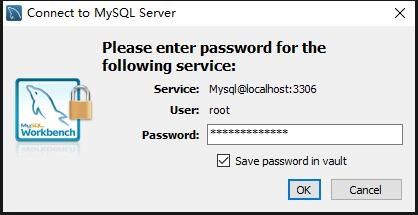 Connect to MySQL Server
Please enter password for the
following service:
Service: Mysql@localhost:3306
User: root
Password: *************
Save password in vault
MySQL
Workbench
OK Cancel